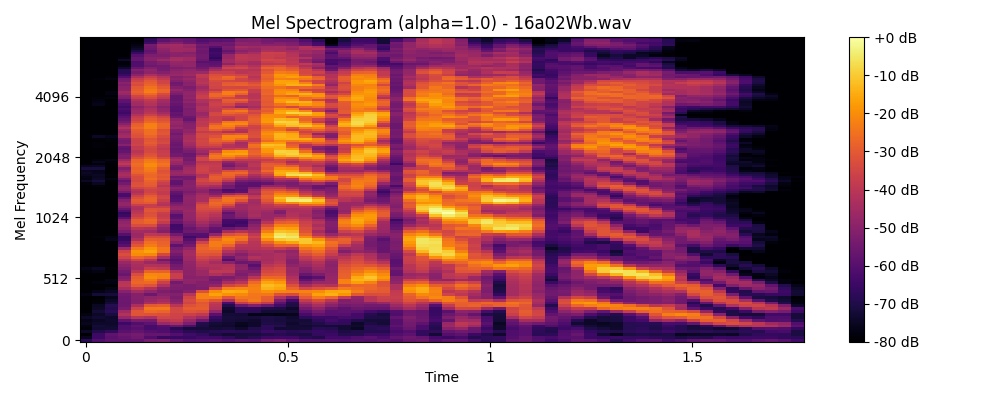 Mel Spectrogram (alpha=1.0) - 16a02Wb.wav
Mel Frequency
4096
2048
1024
512
0
0
0.5
1
1.5
Time
+0 dB
-10 dB
-20 dB
-30 dB
-40 dB
-50 dB
-60 dB
-70 dB
-80 dB